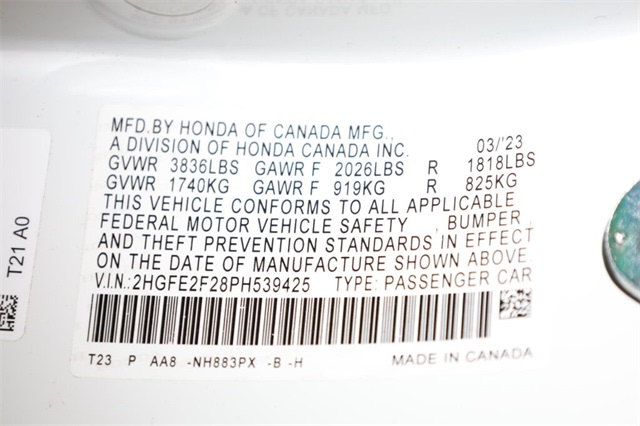 MFD.BY HONDA OF CANADA MFG.,
A DIVISION OF HONDA CANADA INC. 03/'23
GVWR 3836LBS GAWR F 2026LBS R 1818LBS
GVWR 1740KG GAWR F 919KG R 825KG
THIS VEHICLE CONFORMS TO ALL APPLICABLE
FEDERAL MOTOR VEHICLE SAFETY , BUMPER ,
AND THEFT PREVENTION STANDARDS IN EFFECT
ON THE DATE OF MANUFACTURE SHOWN ABOVE.
V.I.N.:2HGFE2F28PH539425 TYPE: PASSENGER CAR
T23 P AA8 -NH883PX -B -H MADE IN CANADA
T21 A0